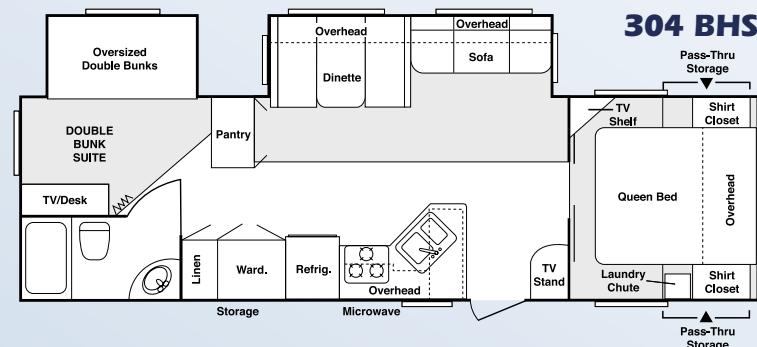 304 BHS
Pass-Thru
Storage
Oversized
Double Bunks
Overhead
Dinette
Overhead
Sofa
TV
Shelf
Shirt
Closet
DOUBLE
BUNK
SUITE
Pantry
TV/Desk
Queen Bed
Overhead
Linen
Ward.
Refrig.
Overhead
TV
Stand
Laundry
Chute
Shirt
Closet
Storage
Microwave
Pass-Thru
Storage